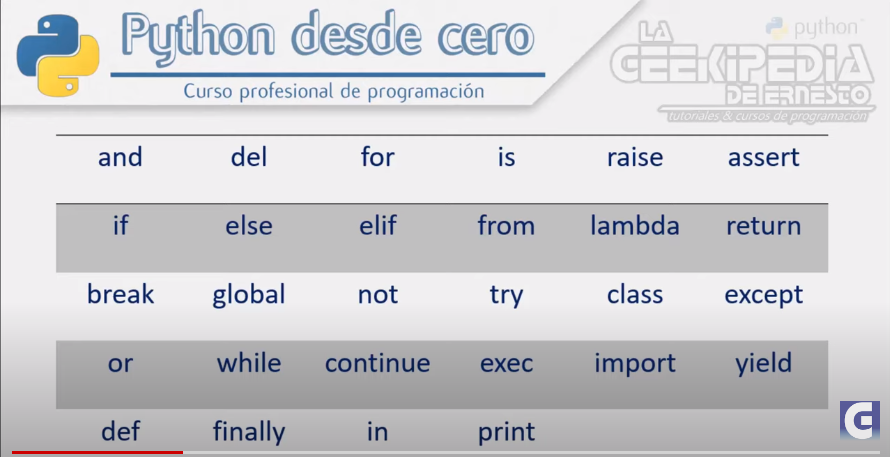 Python desde cero
Curso profesional de programación
python
LA
GEEKIPEDIA
DE ERNESTO
tutoriales & cursos de programación
and del for is raise assert
if else elif from lambda return
break global not try class except
or while continue exec import yield
def finally in print
G